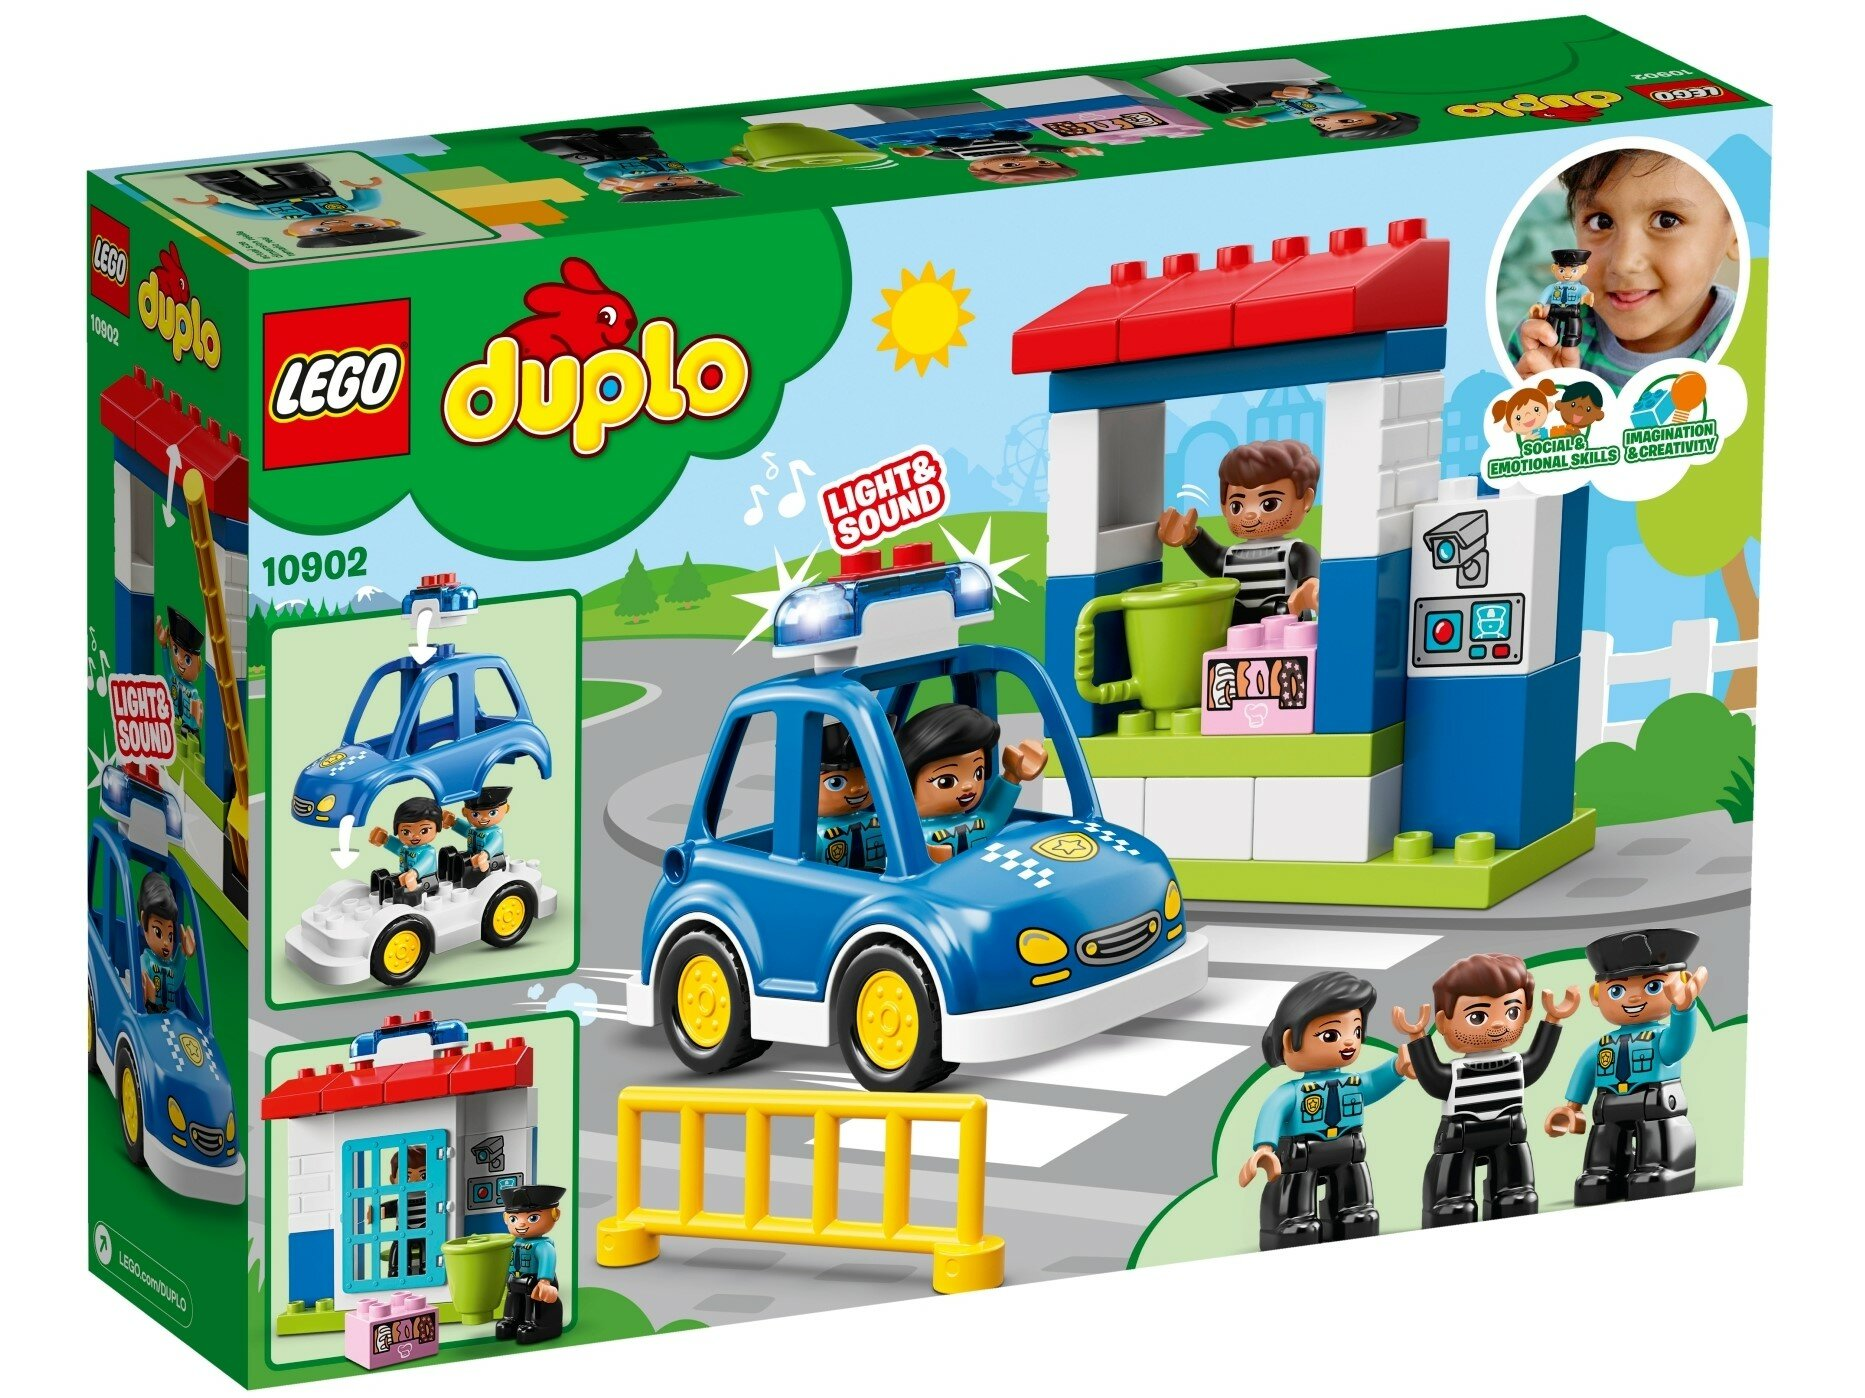 LEGO
duplo
10902
LIGHT&
SOUND
LEGO.com/DUPLO
10902
LEGO
duplo
LEGO
duplo
10902
LIGHT&
SOUND
SOCIAL &
EMOTIONAL SKILLS
IMAGINATION
& CREATIVITY